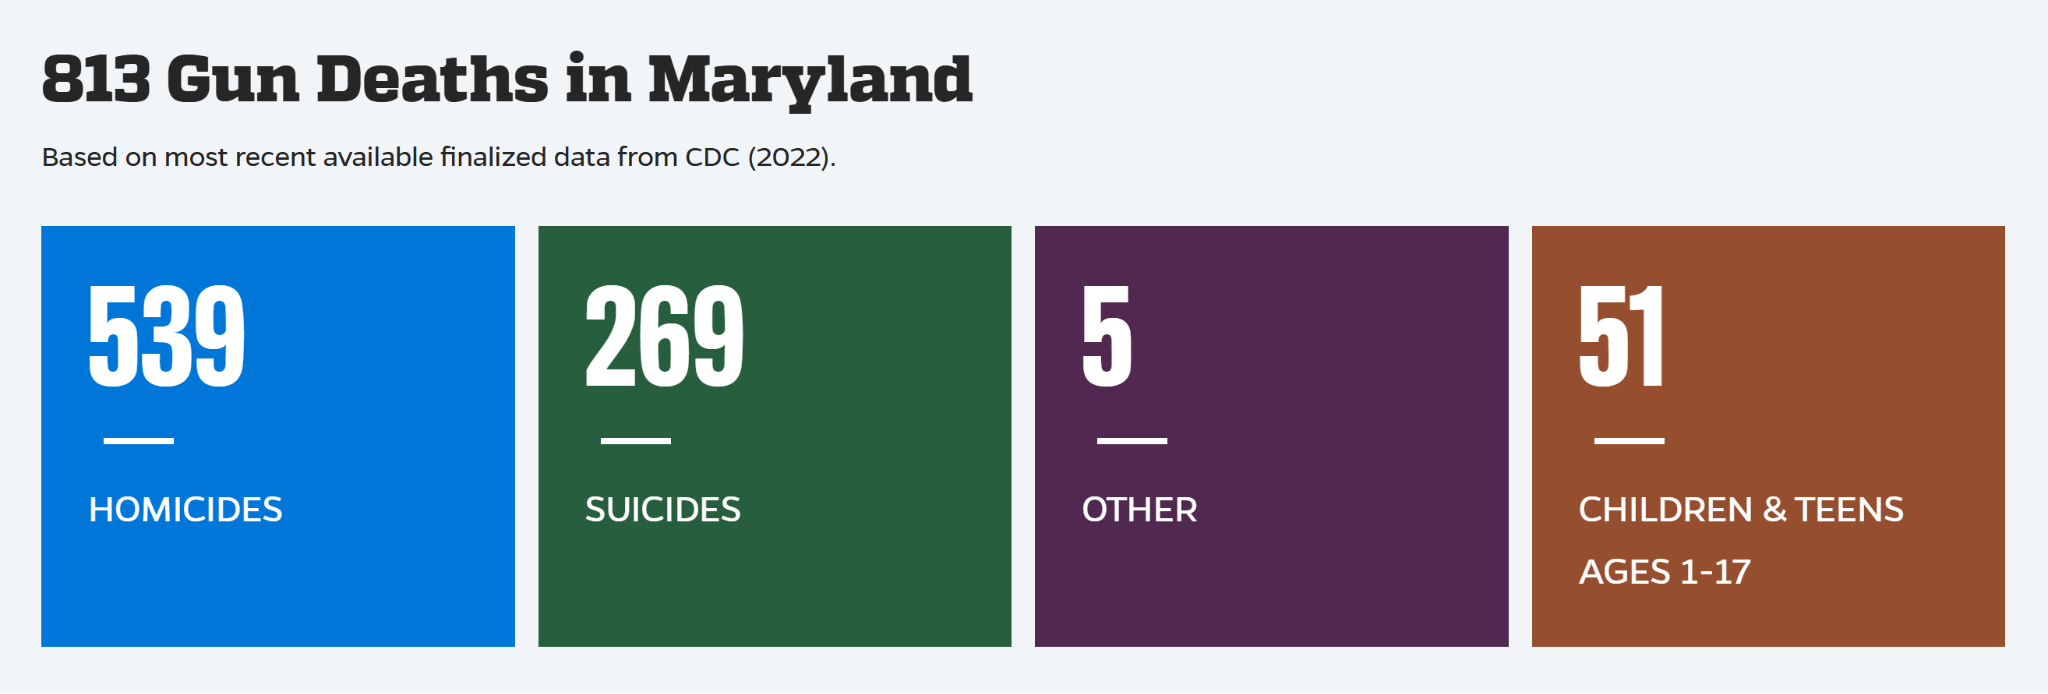 813 Gun Deaths in Maryland
Based on most recent available finalized data from CDC (2022).
539
HOMICIDES
269
SUICIDES
5
OTHER
51
CHILDREN & TEENS
AGES 1-17